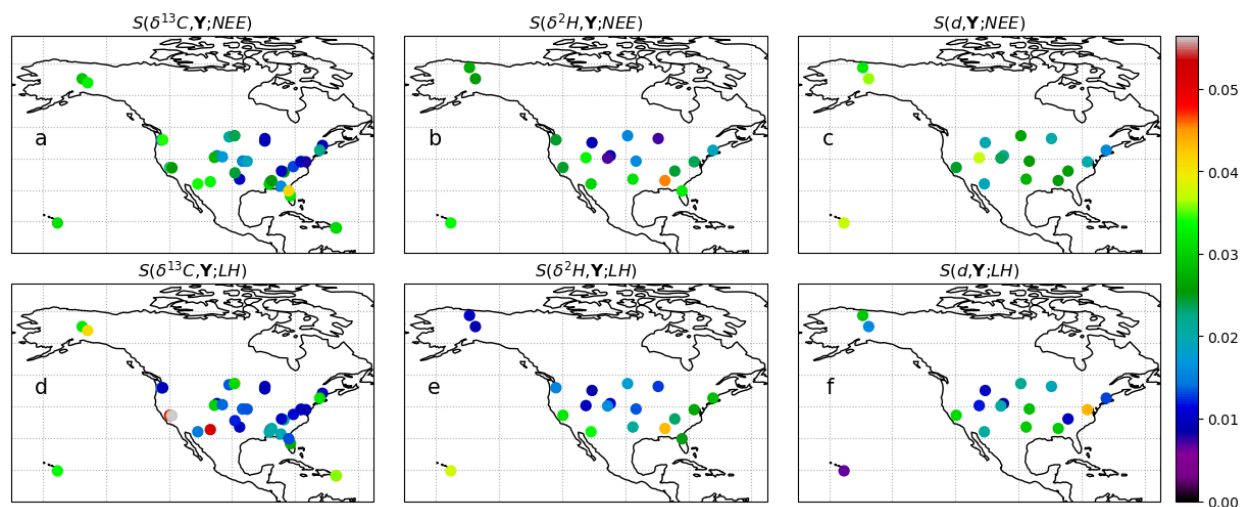 S(δ¹³C,Y;NEE)
S(δ²H,Y;NEE)
S(d,Y;NEE)
a
b
c
S(δ¹³C,Y;LH)
S(δ²H,Y;LH)
S(d,Y;LH)
d
e
f
0.05
0.04
0.03
0.02
0.01
0.00